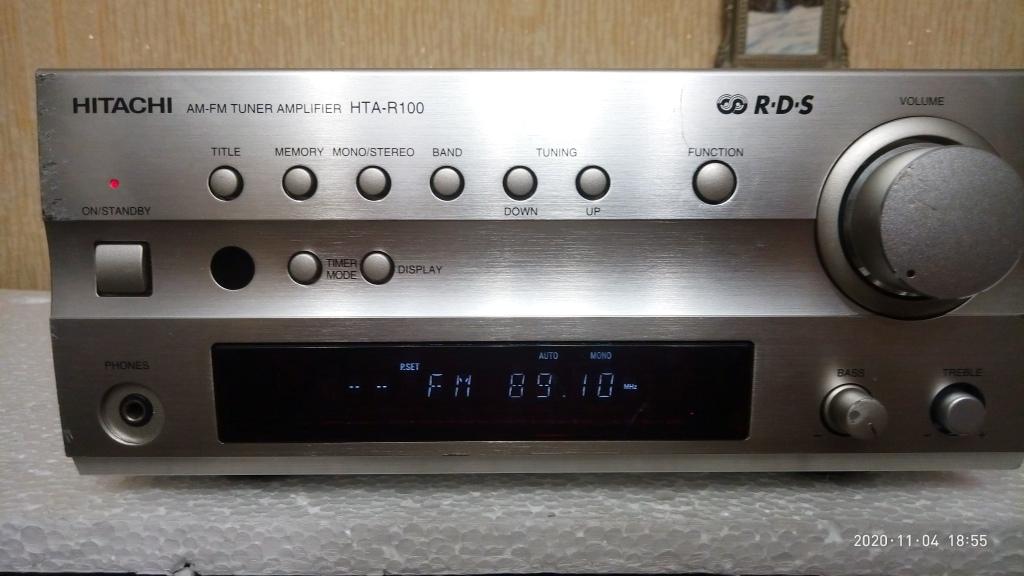 HITACHI AM-FM TUNER AMPLIFIER HTA-R100
R·D·S
VOLUME
TITLE MEMORY MONO/STEREO BAND TUNING FUNCTION
DOWN UP
ON/STANDBY
TIMER MODE DISPLAY
PHONES
P.SET AUTO MONO
-- -- FM 89.10 MHz
BASS TREBLE
- - +
2020·11·04 18:55